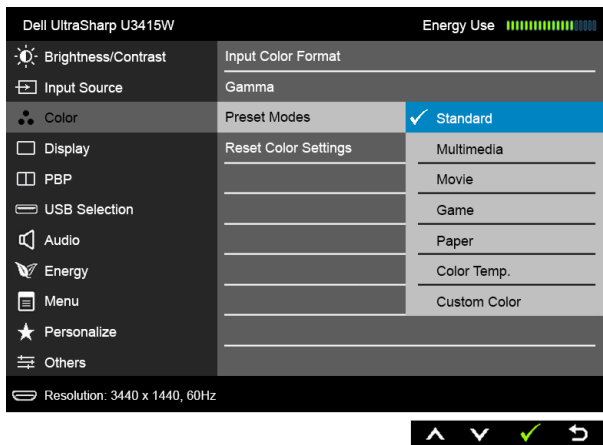 Dell UltraSharp U3415W Energy Use
Brightness/Contrast Input Color Format
Input Source Gamma
Color Preset Modes Standard
Display Reset Color Settings Multimedia
PBP Movie
USB Selection Game
Audio Paper
Energy Color Temp.
Menu Custom Color
Personalize
Others
Resolution: 3440 x 1440, 60Hz